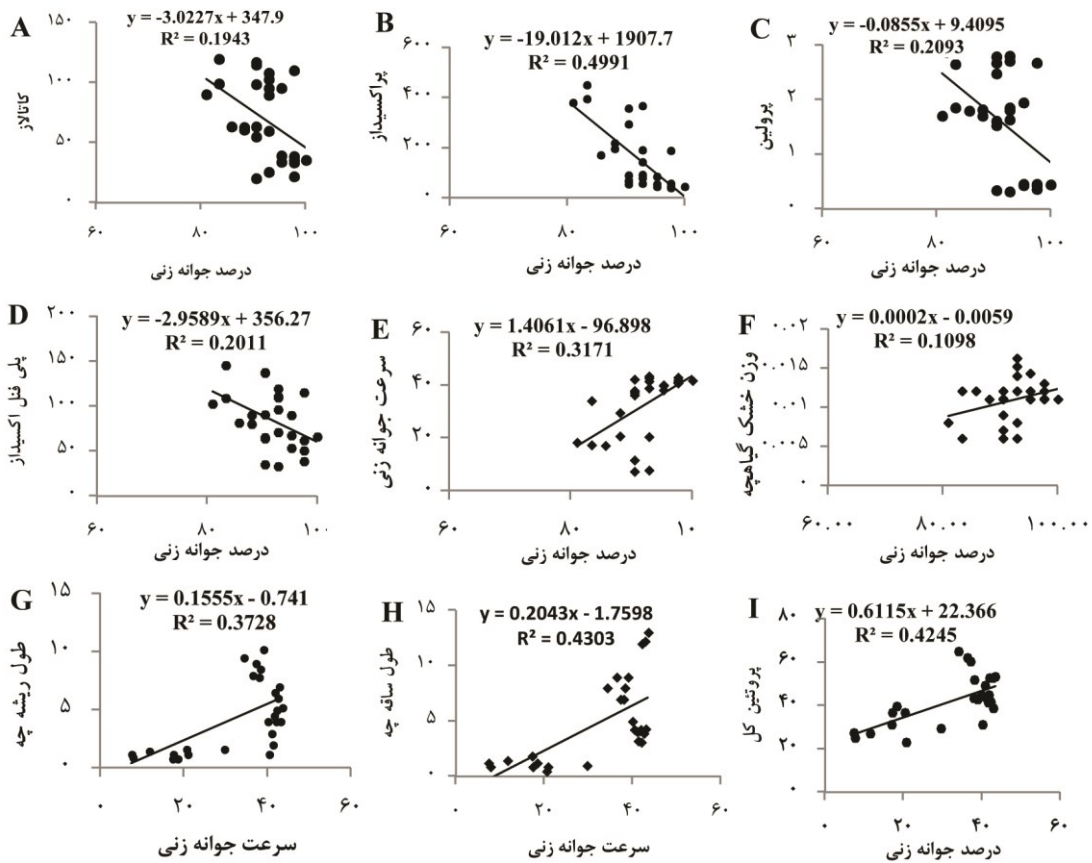 A
y = -3.0227x + 347.9
R² = 0.1943
۱۵۰
۱۰۰
۵۰
۰
کاتالاز
۶۰ ۸۰ ۱۰۰
درصد جوانه زنی
B
y = -19.012x + 1907.7
R² = 0.4991
۶۰۰
۴۰۰
۲۰۰
۰
پراکسیداز
۶۰ ۸۰ ۱۰۰
درصد جوانه زنی
C
y = -0.0855x + 9.4095
R² = 0.2093
۳
۲
۱
۰
پرولین
۶۰ ۸۰ ۱۰۰
درصد جوانه زنی
D
y = -2.9589x + 356.27
R² = 0.2011
۲۰۰
۱۵۰
۱۰۰
۵۰
۰
پلی فنل اکسیداز
۶۰ ۸۰ ۱۰۰
درصد جوانه زنی
E
y = 1.4061x - 96.898
R² = 0.3171
۶۰
۴۰
۲۰
۰
سرعت جوانه زنی
۶۰ ۸۰ ۱۰
درصد جوانه زنی
F
y = 0.0002x - 0.0059
R² = 0.1098
۰.۰۲
۰.۰۱۵
۰.۰۱
۰.۰۰۵
۰
وزن خشک گیاهچه
۶۰.۰۰ ۸۰.۰۰ ۱۰۰.۰۰
درصد جوانه زنی
G
y = 0.1555x - 0.741
R² = 0.3728
۱۵
۱۰
۵
۰
طول ریشه چه
۰ ۲۰ ۴۰ ۶۰
سرعت جوانه زنی
H
y = 0.2043x - 1.7598
R² = 0.4303
۱۵
۱۰
۵
۰
طول ساقه چه
۰ ۲۰ ۴۰ ۶۰
سرعت جوانه زنی
I
y = 0.6115x + 22.366
R² = 0.4245
۸۰
۶۰
۴۰
۲۰
۰
پروتئین کل
۰ ۲۰ ۴۰ ۶۰
درصد جوانه زنی